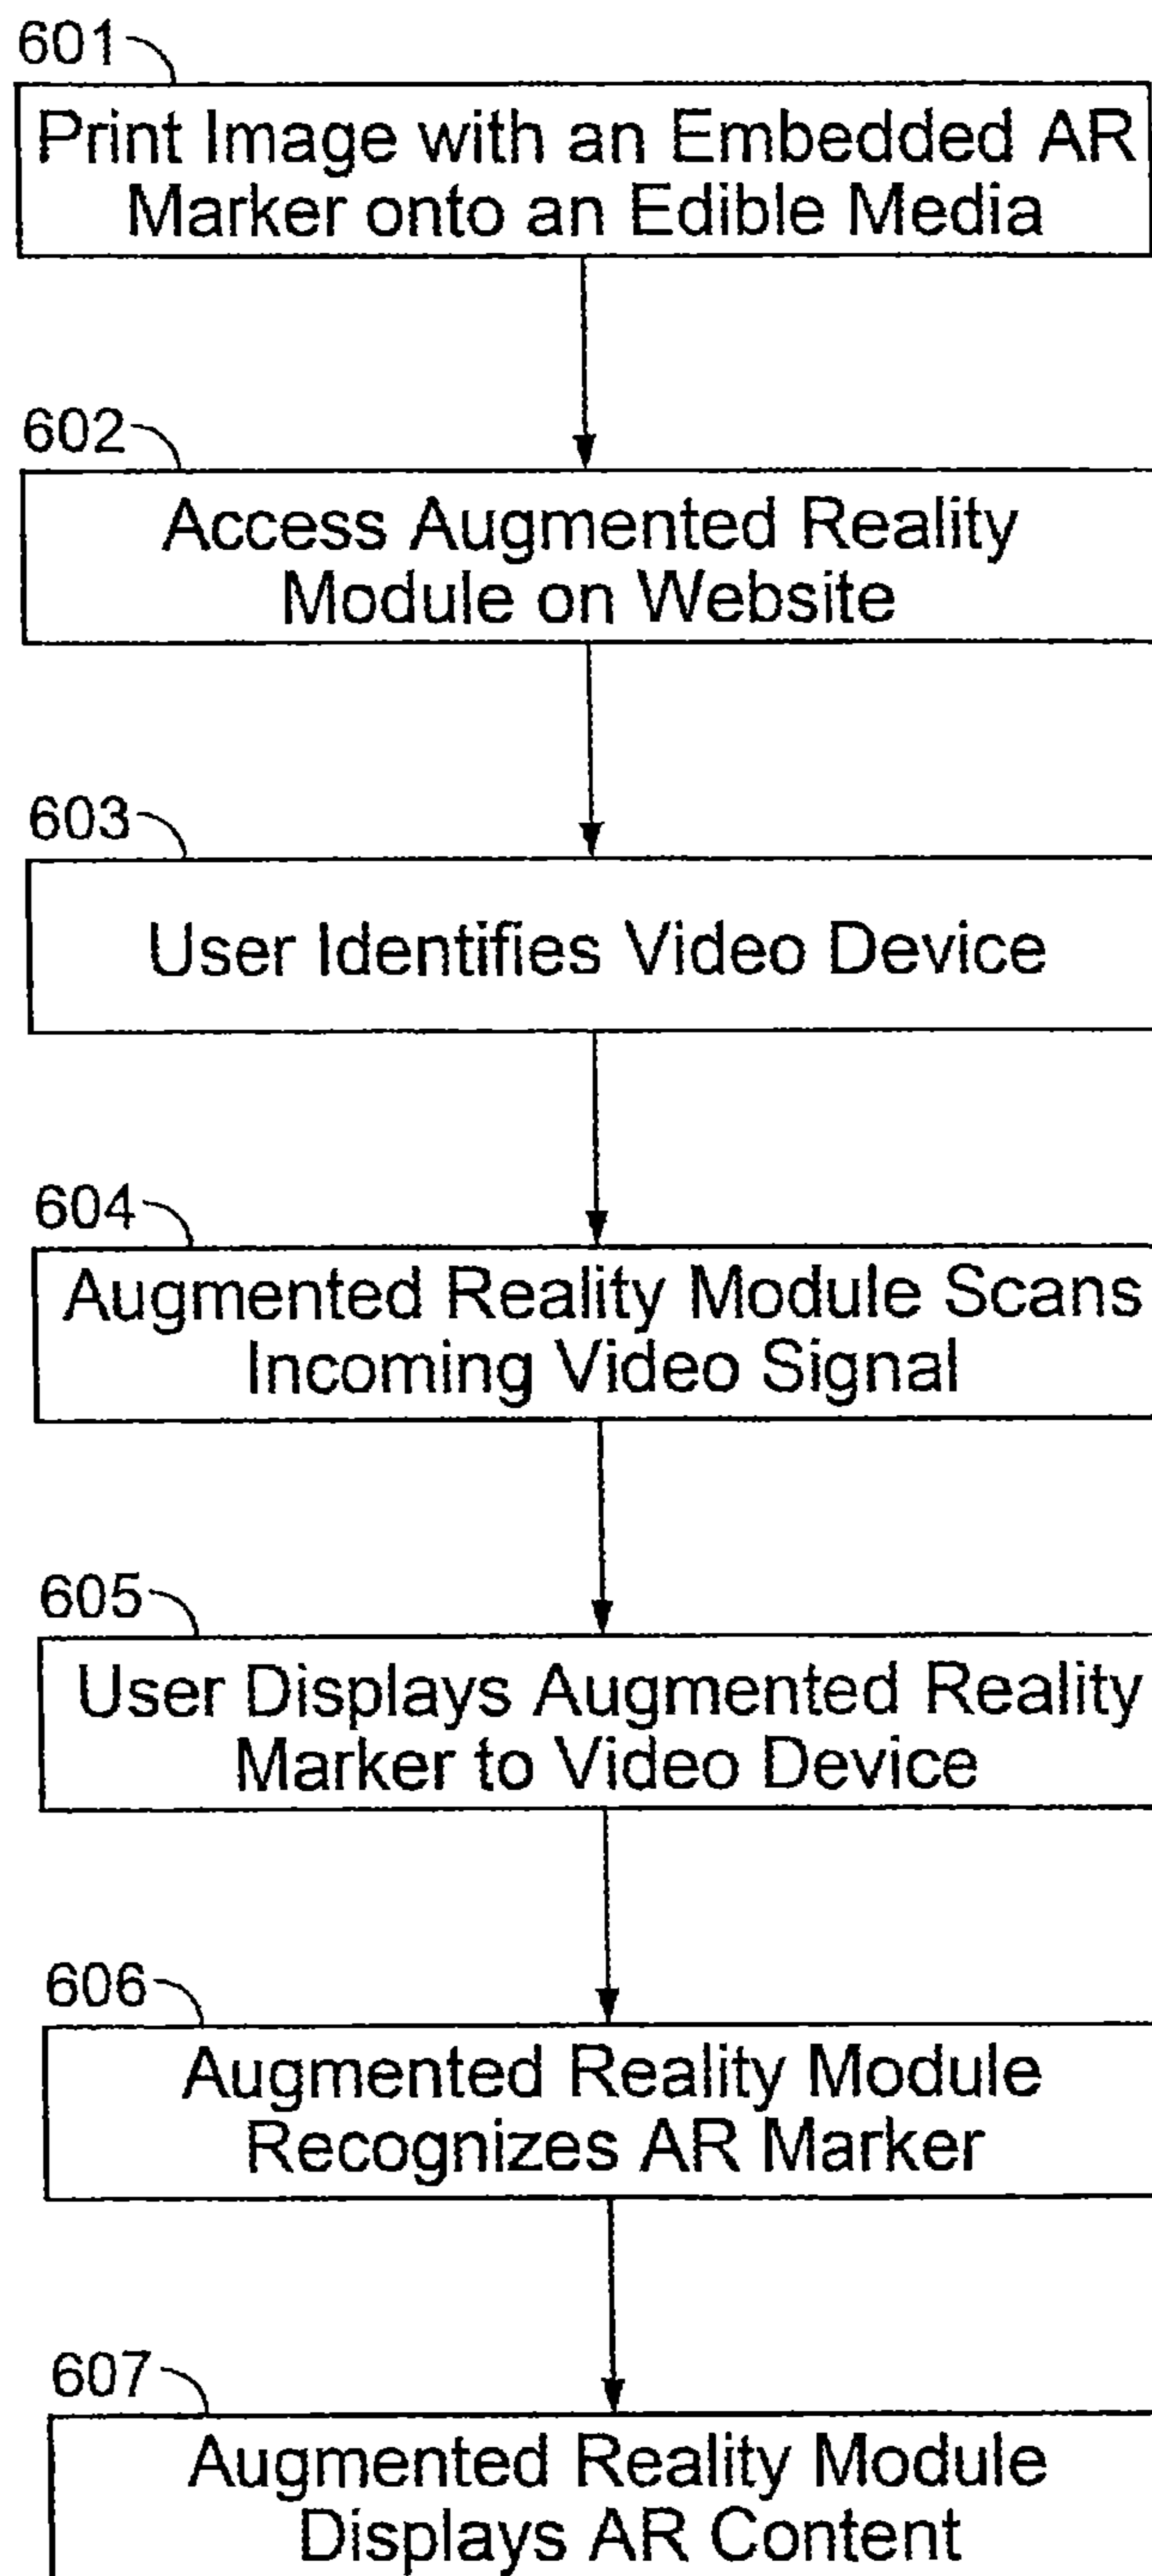 601
Print Image with an Embedded AR
Marker onto an Edible Media
602
Access Augmented Reality
Module on Website
603
User Identifies Video Device
604
Augmented Reality Module Scans
Incoming Video Signal
605
User Displays Augmented Reality
Marker to Video Device
606
Augmented Reality Module
Recognizes AR Marker
607
Augmented Reality Module
Displays AR Content